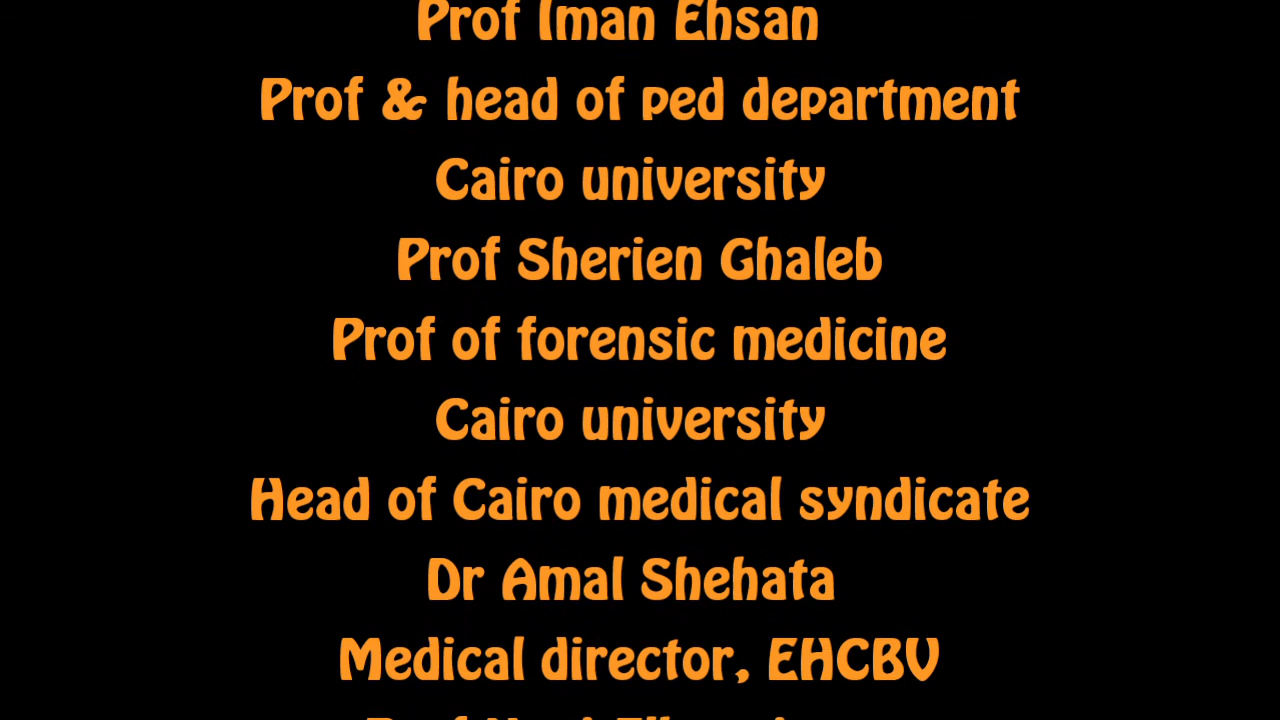 Prof Iman Ehsan
Prof & head of ped department
Cairo university
Prof Sherien Ghaleb
Prof of forensic medicine
Cairo university
Head of Cairo medical syndicate
Dr Amal Shehata
Medical director, EHCBV
Prof